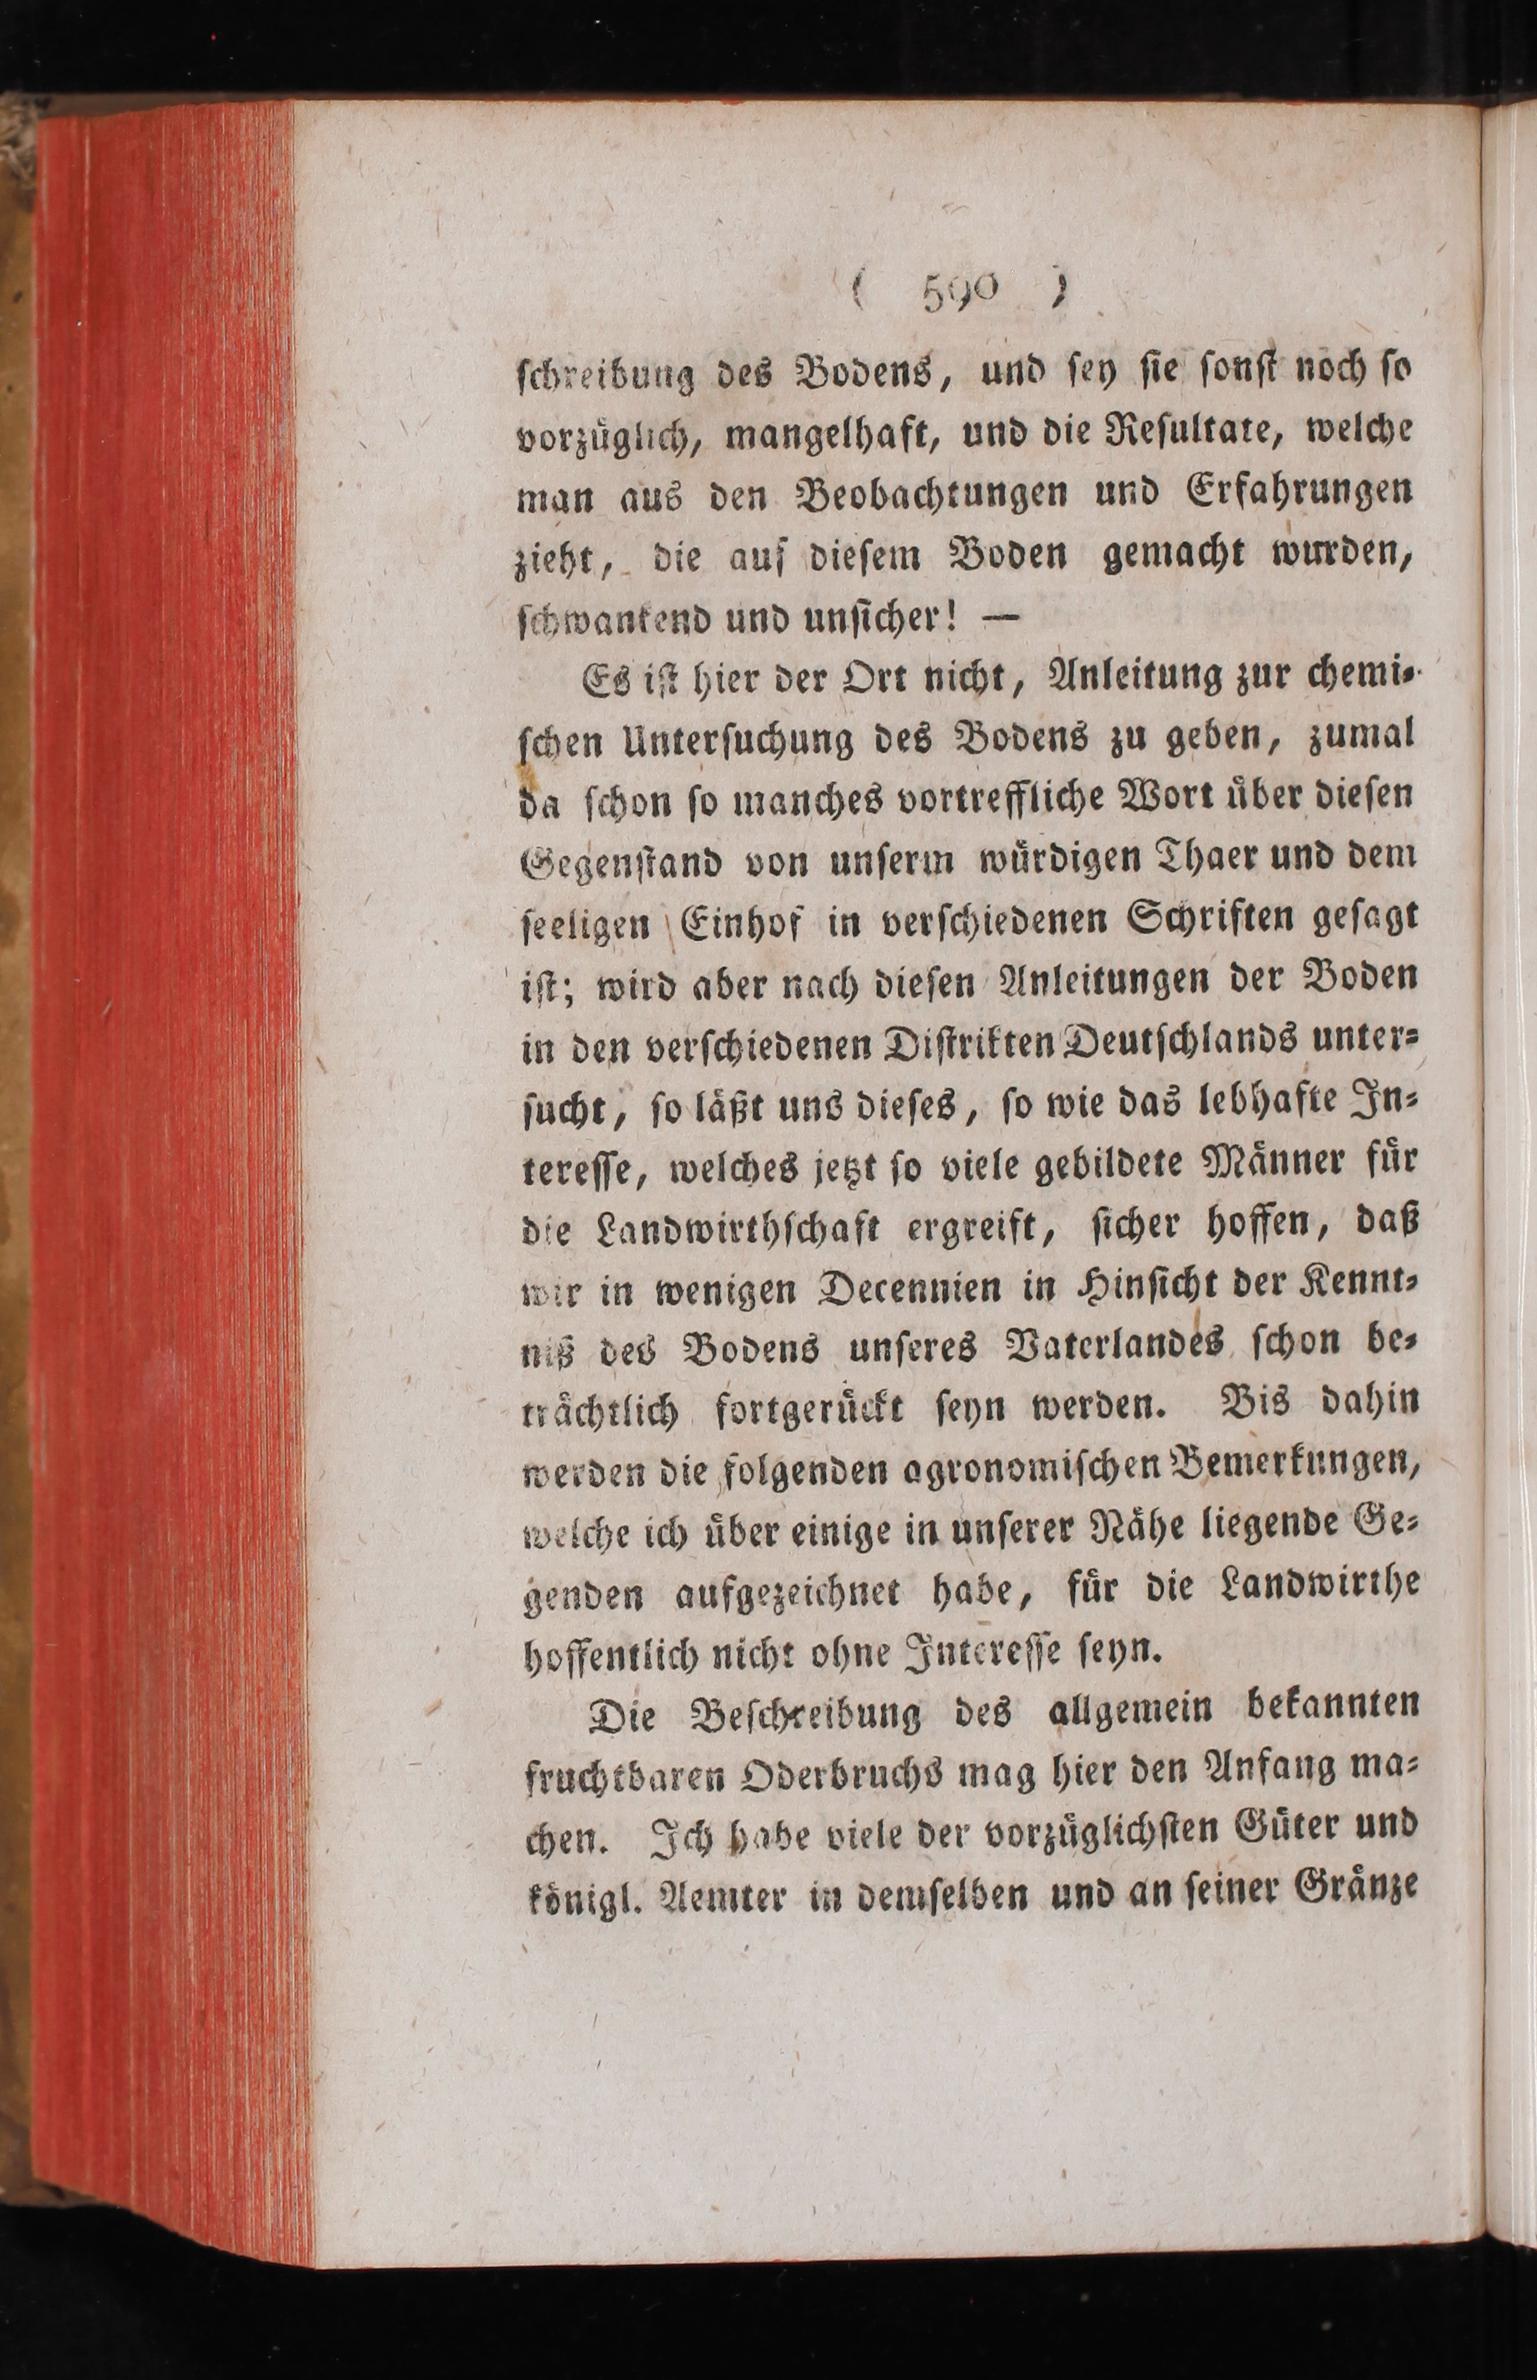 ( 590 )
ſchreibung des Bodens, und ſey ſie ſonſt noch ſo
vorzüglich, mangelhaft, und die Reſultate, welche
man aus den Beobachtungen und Erfahrungen
zieht, die auf dieſem Boden gemacht wurden,
ſchwankend und unſicher! —
Es iſt hier der Ort nicht, Anleitung zur chemi⸗
ſchen Unterſuchung des Bodens zu geben, zumal
da ſchon ſo manches vortreffliche Wort über dieſen
Gegenſtand von unſerm würdigen Thaer und dem
ſeeligen Einhof in verſchiedenen Schriften geſagt
iſt; wird aber nach dieſen Anleitungen der Boden
in den verſchiedenen Diſtrikten Deutſchlands unter⸗
ſucht, ſo läßt uns dieſes, ſo wie das lebhafte In⸗
tereſſe, welches jetzt ſo viele gebildete Männer für
die Landwirthſchaft ergreift, ſicher hoffen, daß
wir in wenigen Decennien in Hinſicht der Kennt⸗
niß des Bodens unſeres Vaterlandes ſchon be⸗
trächtlich fortgerückt ſeyn werden. Bis dahin
werden die folgenden agronomiſchen Bemerkungen,
welche ich über einige in unſerer Nähe liegende Ge⸗
genden aufgezeichnet habe, für die Landwirthe
hoffentlich nicht ohne Intereſſe ſeyn.
Die Beſchreibung des allgemein bekannten
fruchtbaren Oderbruchs mag hier den Anfang ma⸗
chen. Ich habe viele der vorzüglichſten Güter und
königl. Aemter in demſelben und an ſeiner Gränze